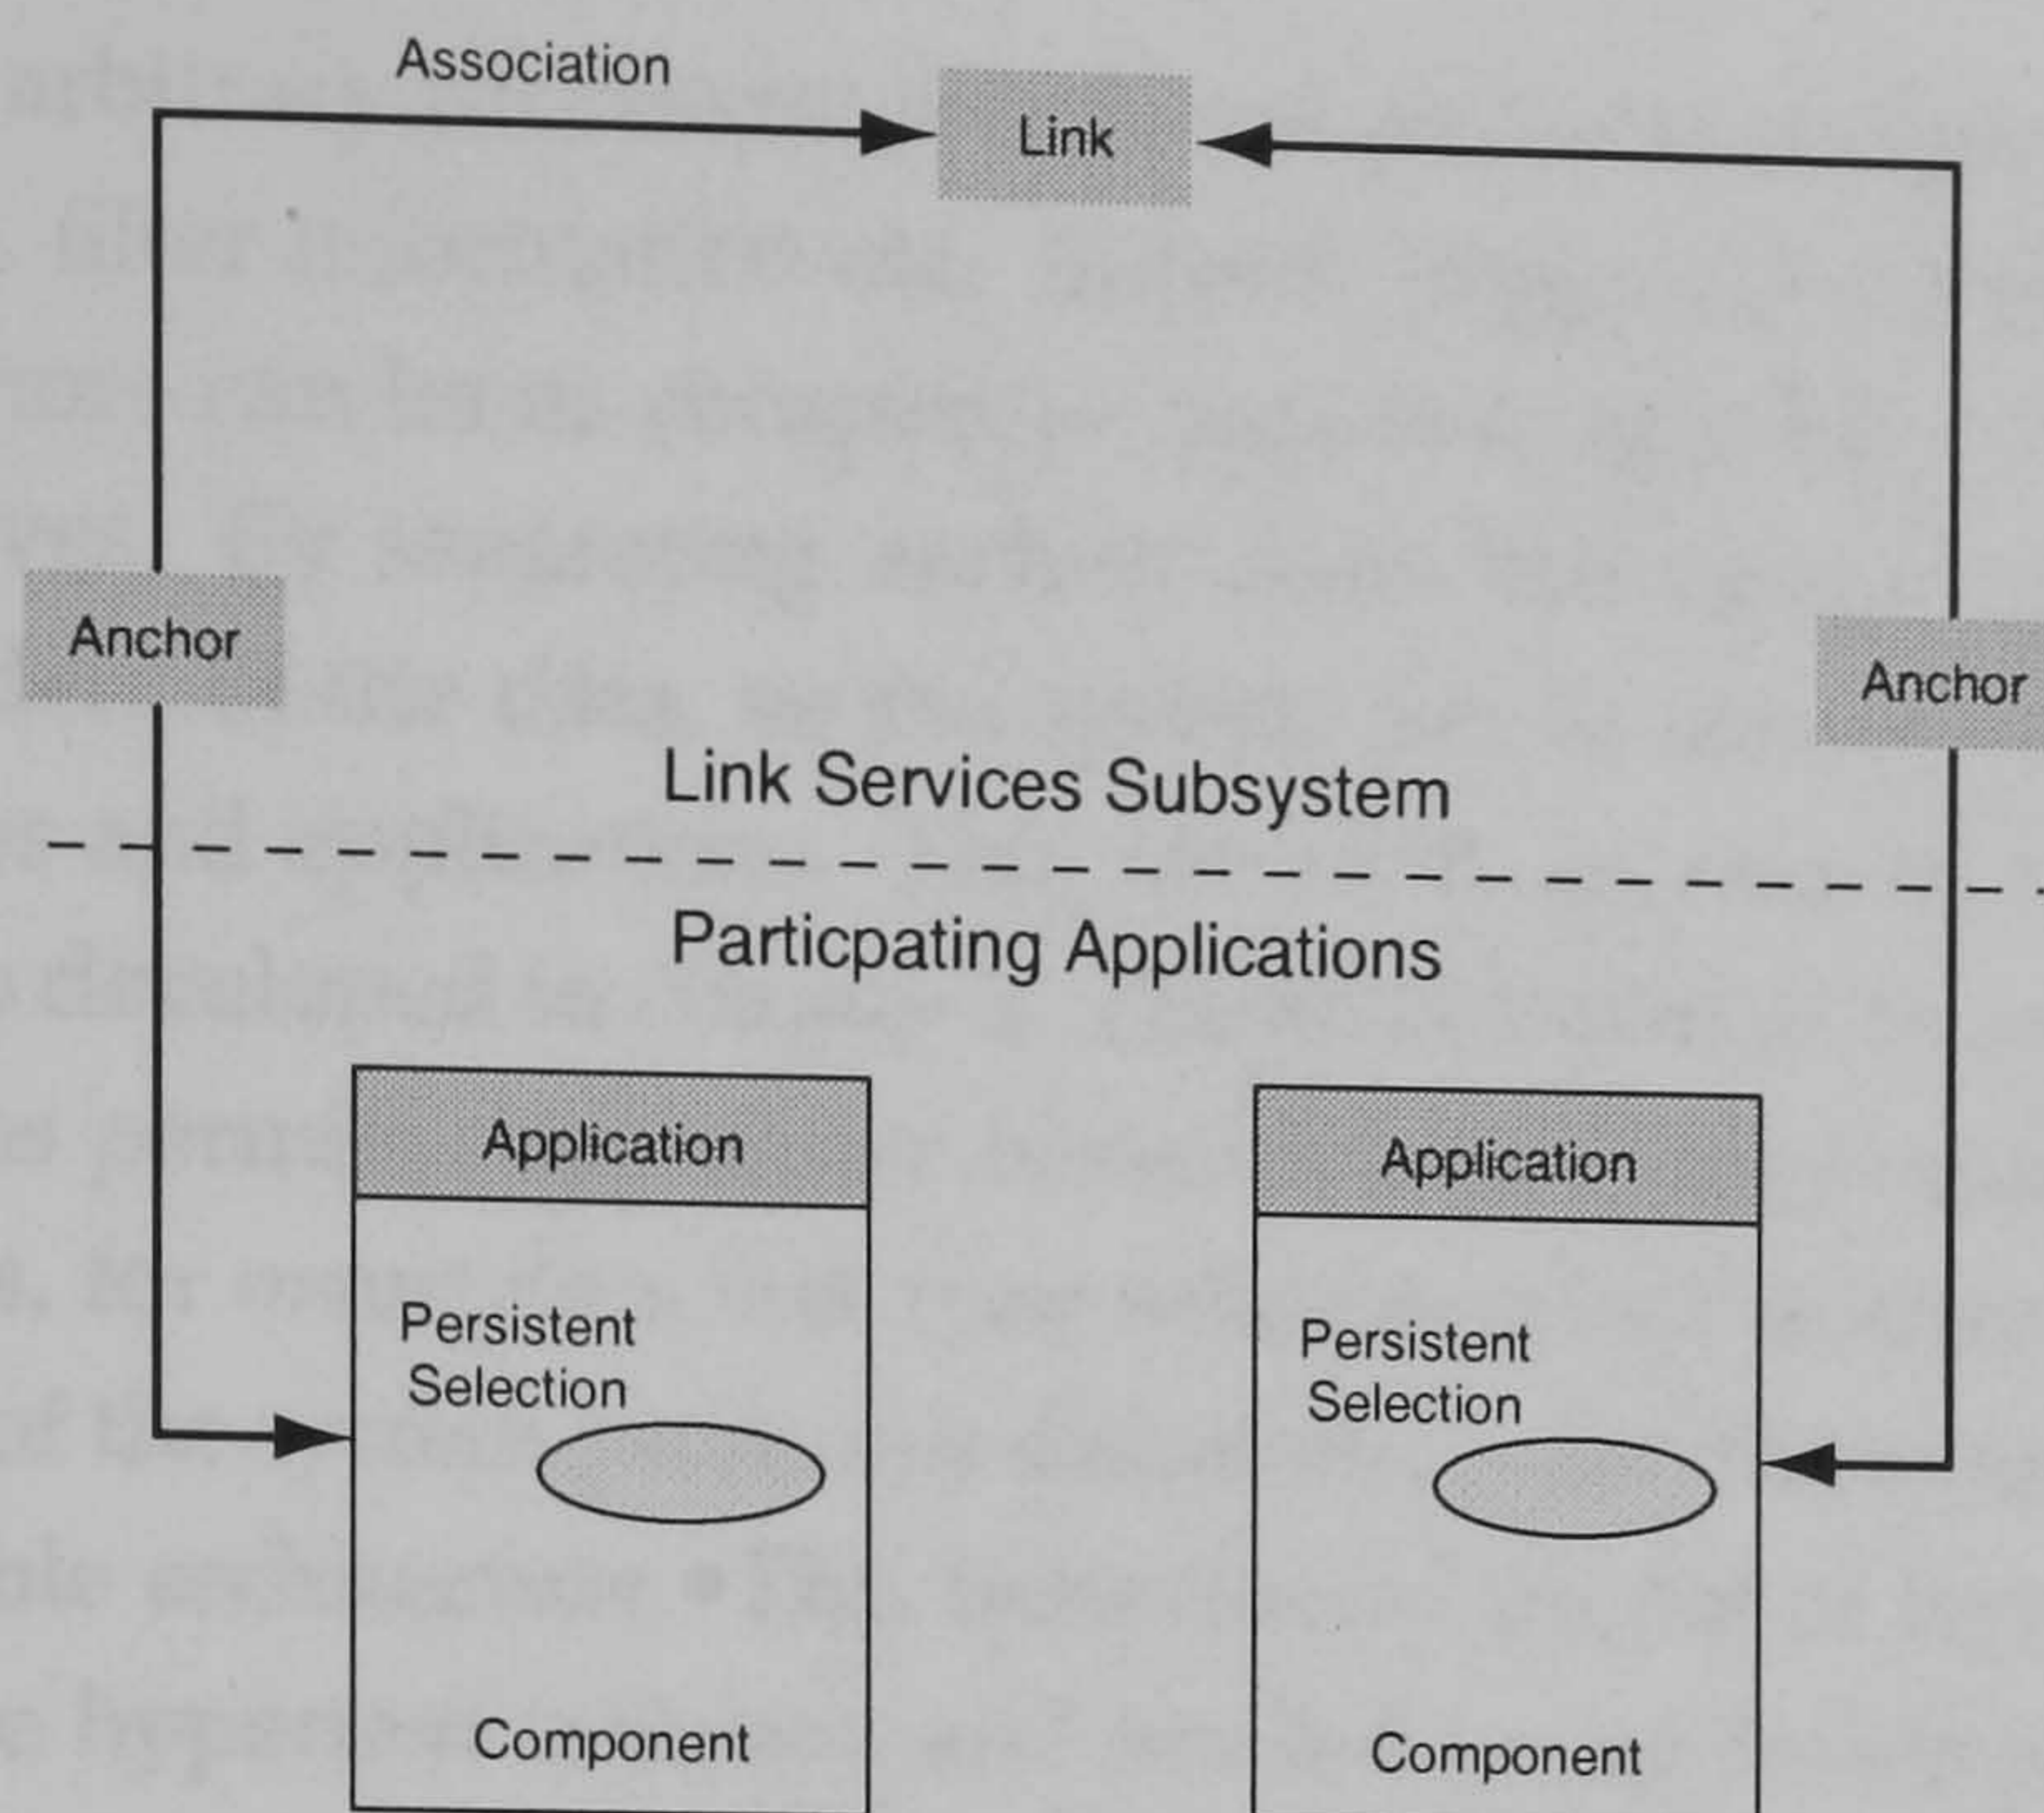 Association
Link
Anchor
Anchor
Link Services Subsystem
Particpating Applications
Application
Application
Persistent
Selection
Persistent
Selection
Component
Component